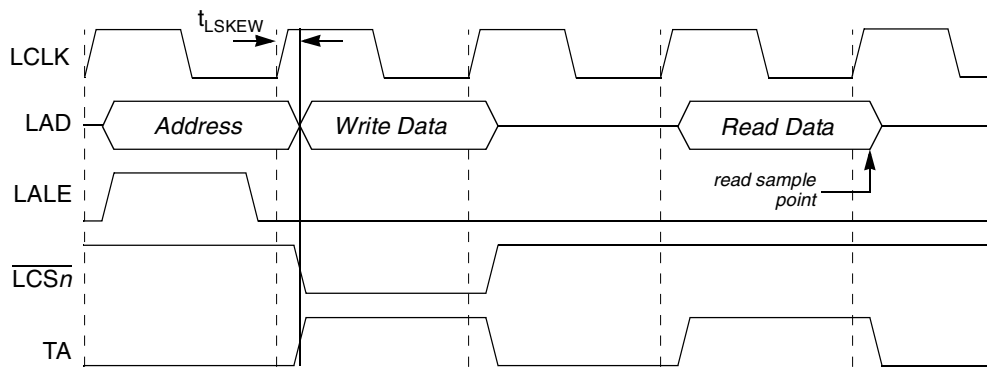 tLSKEW
LCLK
LAD
Address
Write Data
Read Data
LALE
read sample
point
LCSn
TA